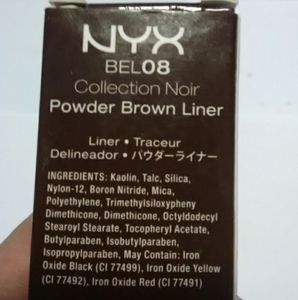 NYX
BEL08
Collection Noir
Powder Brown Liner
Liner • Traceur
Delineador • パウダーライナー
INGREDIENTS: Kaolin, Talc, Silica,
Nylon-12, Boron Nitride, Mica,
Polyethylene, Trimethylsiloxypheny
Dimethicone, Dimethicone, Octyldodecyl
Stearoyl Stearate, Tocopheryl Acetate,
Butylparaben, Isobutylparaben,
Isopropylparaben, May Contain: Iron
Oxide Black (CI 77499), Iron Oxide Yellow
(CI 77492), Iron Oxide Red (CI 77491)